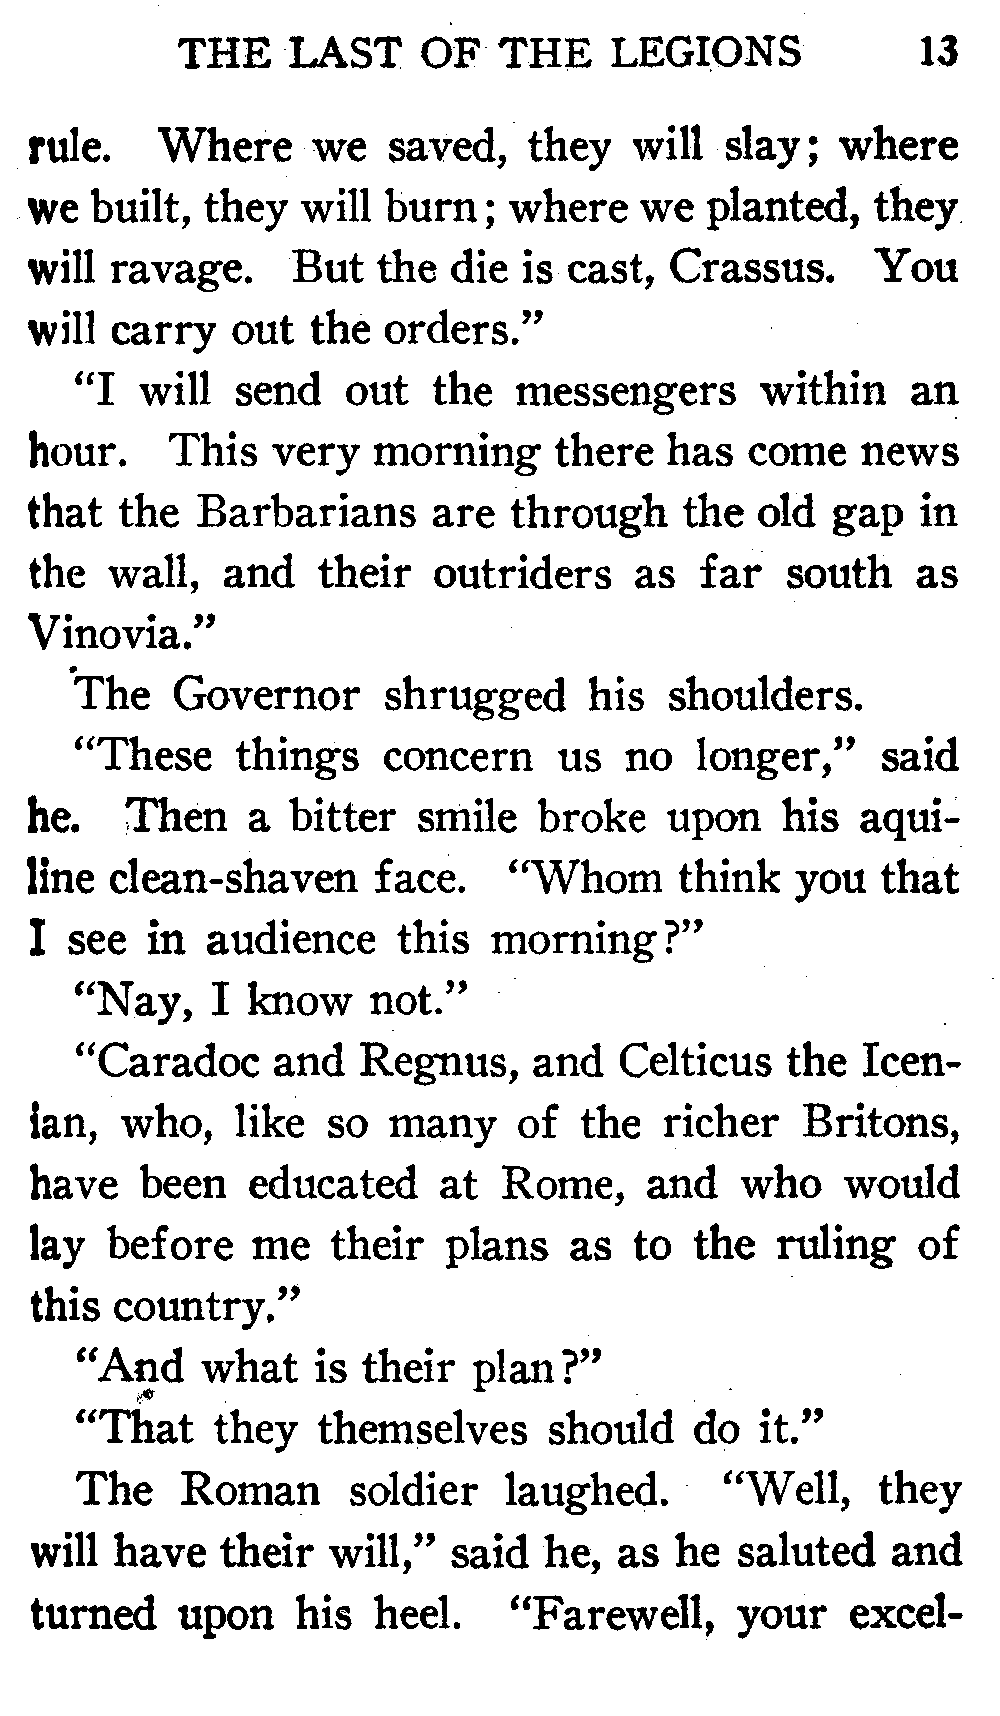 THE LAST OF THE LEGIONS 13
rule. Where we saved, they will slay; where
we built, they will burn; where we planted, they
will ravage. But the die is cast, Crassus. You
will carry out the orders.”
“I will send out the messengers within an
hour. This very morning there has come news
that the Barbarians are through the old gap in
the wall, and their outriders as far south as
Vinovia.”
The Governor shrugged his shoulders.
“These things concern us no longer,” said
he. Then a bitter smile broke upon his aqui-
line clean-shaven face. “Whom think you that
I see in audience this morning?”
“Nay, I know not.”
“Caradoc and Regnus, and Celticus the Icen-
ian, who, like so many of the richer Britons,
have been educated at Rome, and who would
lay before me their plans as to the ruling of
this country.”
“And what is their plan?”
“That they themselves should do it.”
The Roman soldier laughed. “Well, they
will have their will,” said he, as he saluted and
turned upon his heel. “Farewell, your excel-